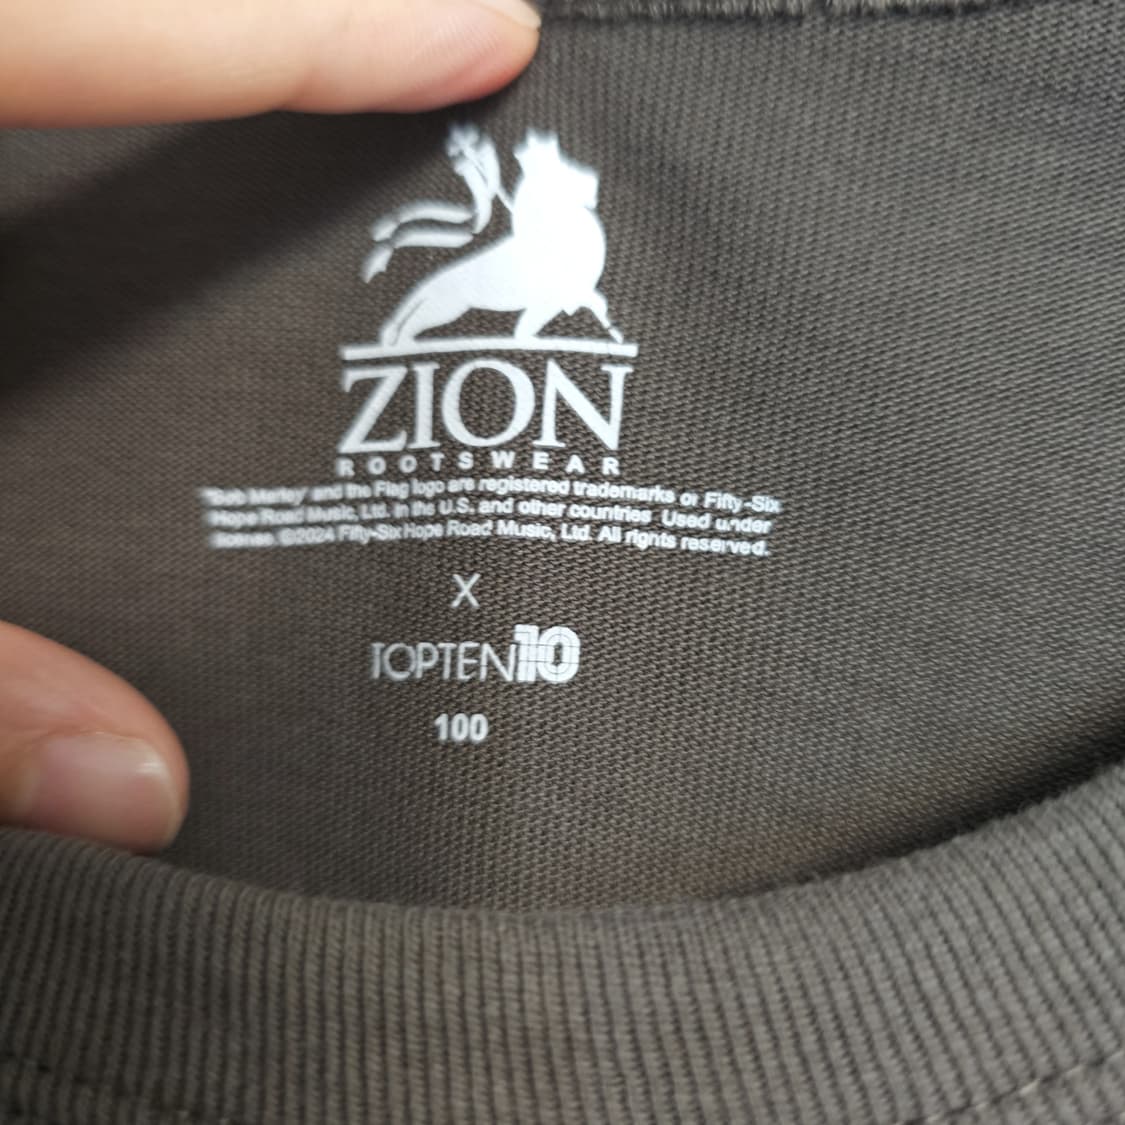 ZION
ROOTSWEAR
"Bob Marley" and the Flag logo are registered trademarks of Fifty-Six
Hope Road Music, Ltd. in the U.S. and other countries Used under
license. ©2024 Fifty-Six Hope Road Music, Ltd. All rights reserved.
X
TOPTEN10
100